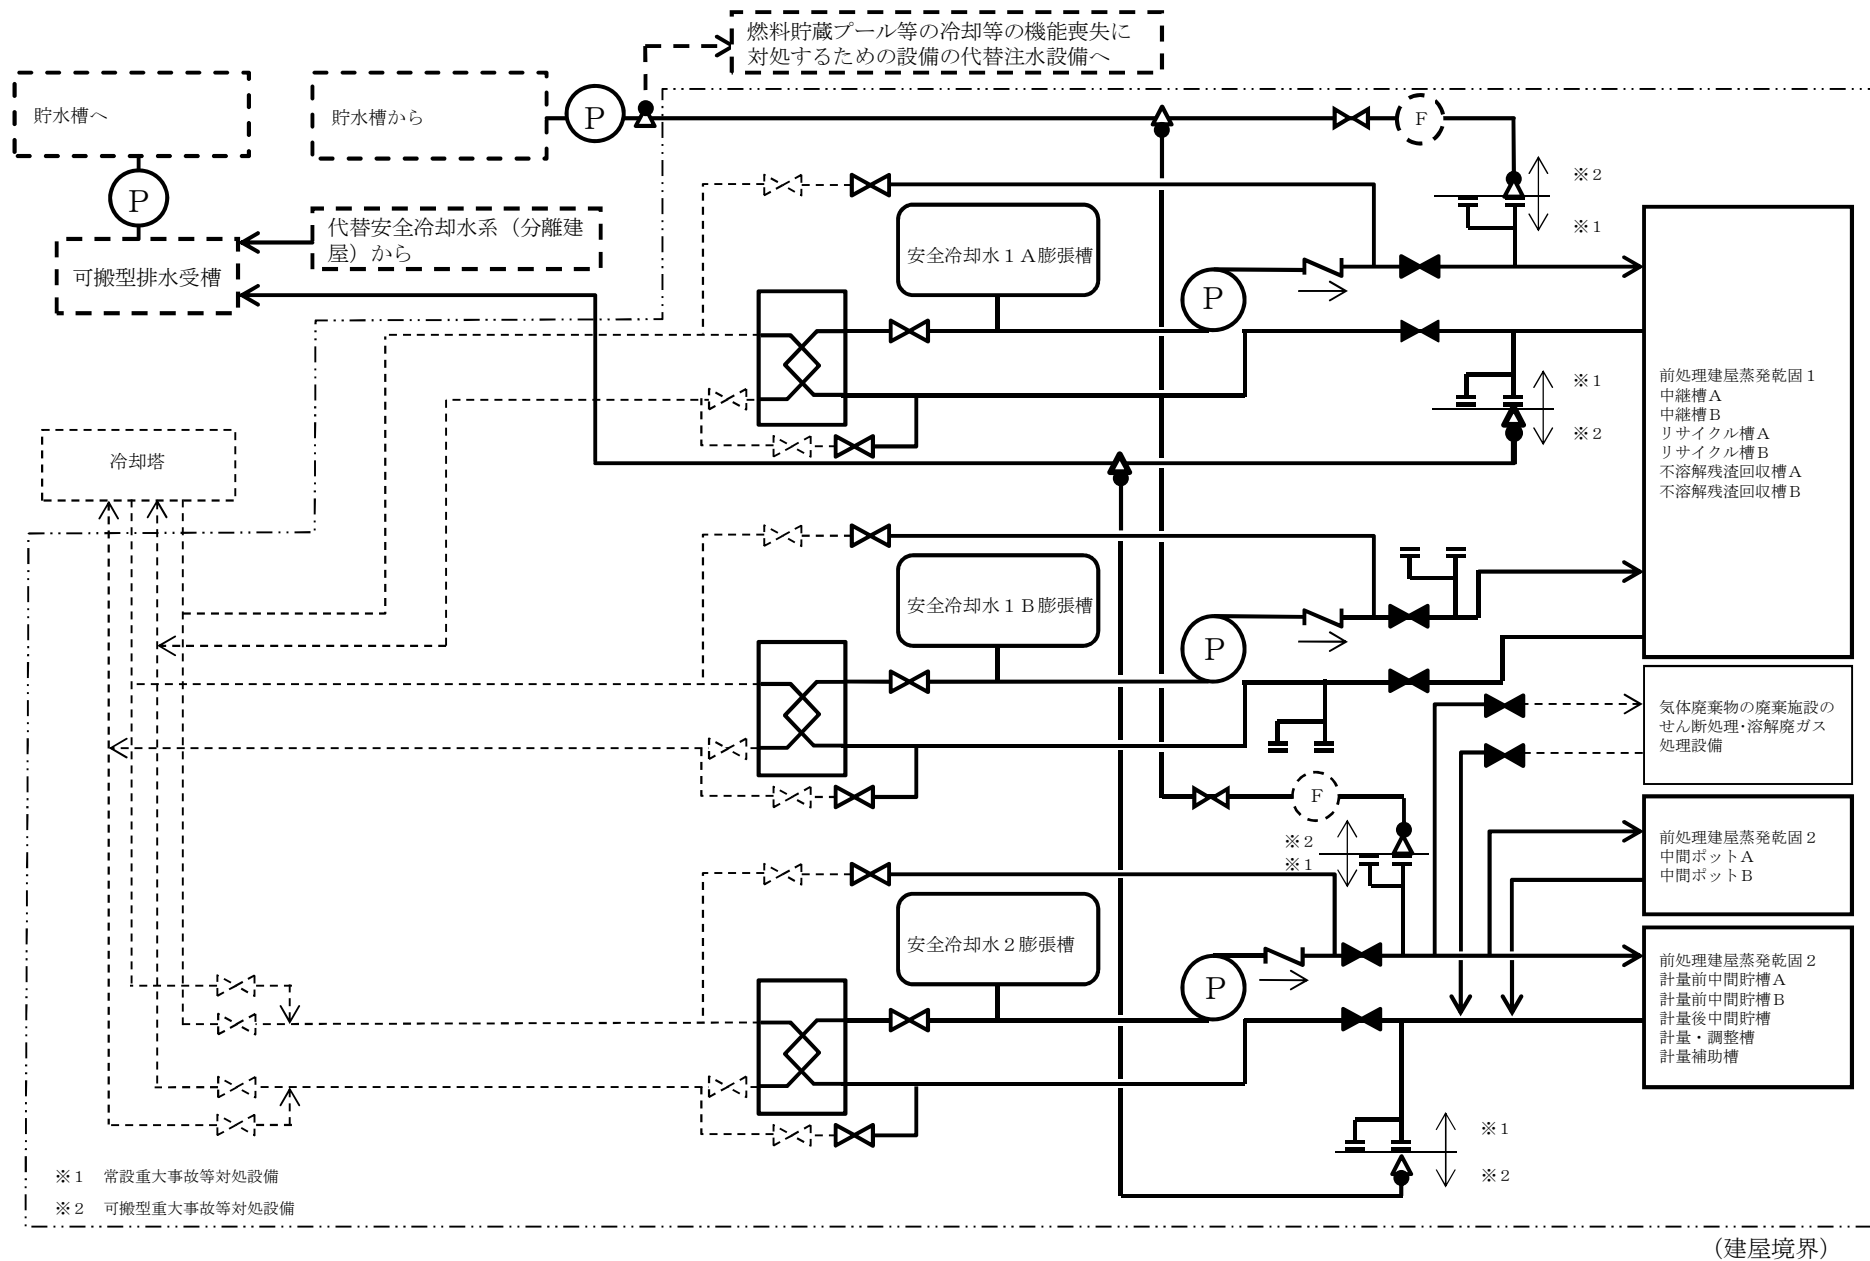 燃料貯蔵プール等の冷却等の機能喪失に
対処するための設備の代替注水設備へ
貯水槽へ
貯水槽から
P
F
P
※２
※１
代替安全冷却水系（分離建
屋）から
可搬型排水受槽
安全冷却水１Ａ膨張槽
P
前処理建屋蒸発乾固１
中継槽Ａ
中継槽Ｂ
リサイクル槽Ａ
リサイクル槽Ｂ
不溶解残渣回収槽Ａ
不溶解残渣回収槽Ｂ
※１
※２
冷却塔
安全冷却水１Ｂ膨張槽
P
気体廃棄物の廃棄施設の
せん断処理･溶解廃ガス
処理設備
F
※２
※１
前処理建屋蒸発乾固２
中間ポットＡ
中間ポットＢ
安全冷却水２膨張槽
P
前処理建屋蒸発乾固２
計量前中間貯槽Ａ
計量前中間貯槽Ｂ
計量後中間貯槽
計量・調整槽
計量補助槽
※１
※２
※１　常設重大事故等対処設備
※２　可搬型重大事故等対処設備
（建屋境界）